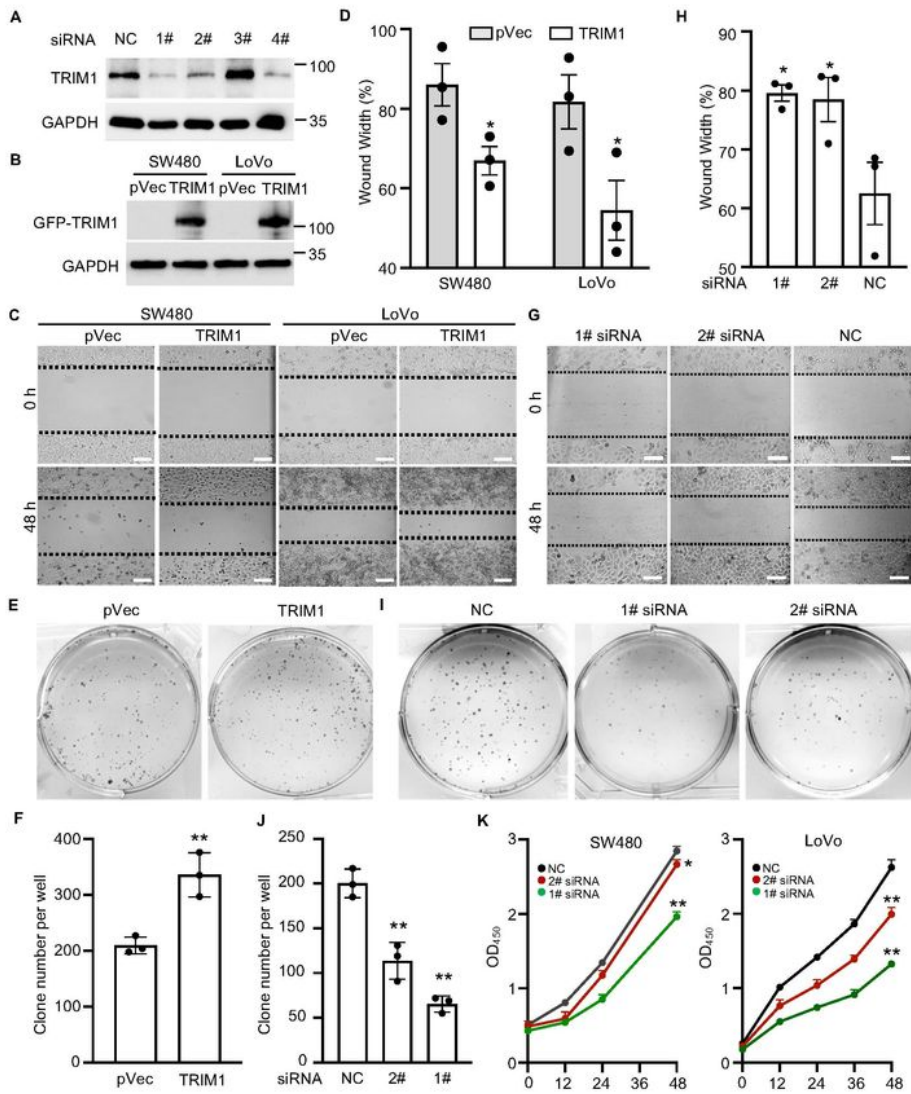 A
siRNA NC 1# 2# 3# 4#
TRIM1
100
GAPDH
35
B
SW480 LoVo
pVec TRIM1 pVec TRIM1
GFP-TRIM1
100
35
GAPDH
D
pVec TRIM1
Wound Width (%)
100
80
60
40
*
*
SW480 LoVo
H
Wound Width (%)
90
80
70
60
50
* *
siRNA 1# 2# NC
C
SW480 LoVo
pVec TRIM1 pVec TRIM1
0 h
48 h
G
1# siRNA 2# siRNA NC
0 h
48 h
E
pVec TRIM1
I
NC 1# siRNA 2# siRNA
F
Clone number per well
400
300
200
100
0
**
pVec TRIM1
J
Clone number per well
250
200
150
100
50
0
**
**
siRNA NC 2# 1#
K
SW480
NC
2# siRNA
1# siRNA
OD450
3
2
1
0
*
**
0 12 24 36 48
LoVo
NC
2# siRNA
1# siRNA
OD450
3
2
1
0
**
**
0 12 24 36 48